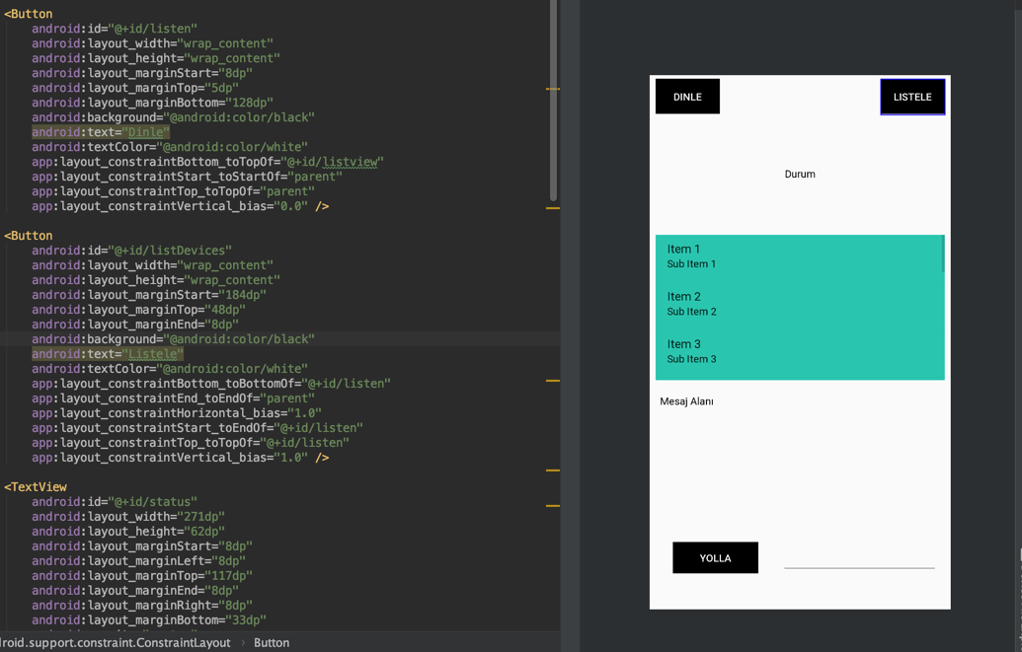 <Button
android:id="@+id/listen"
android:layout_width="wrap_content"
android:layout_height="wrap_content"
android:layout_marginStart="8dp"
android:layout_marginTop="5dp"
android:layout_marginBottom="128dp"
android:background="@android:color/black"
android:text="Dinle"
android:textColor="@android:color/white"
app:layout_constraintBottom_toTopOf="@+id/listview"
app:layout_constraintStart_toStartOf="parent"
app:layout_constraintTop_toTopOf="parent"
app:layout_constraintVertical_bias="0.0" />
<Button
android:id="@+id/listDevices"
android:layout_width="wrap_content"
android:layout_height="wrap_content"
android:layout_marginStart="184dp"
android:layout_marginTop="48dp"
android:layout_marginEnd="8dp"
android:background="@android:color/black"
android:text="Listele"
android:textColor="@android:color/white"
app:layout_constraintBottom_toBottomOf="@+id/listen"
app:layout_constraintEnd_toEndOf="parent"
app:layout_constraintHorizontal_bias="1.0"
app:layout_constraintStart_toEndOf="@+id/listen"
app:layout_constraintTop_toTopOf="@+id/listen"
app:layout_constraintVertical_bias="1.0" />
<TextView
android:id="@+id/status"
android:layout_width="271dp"
android:layout_height="62dp"
android:layout_marginStart="8dp"
android:layout_marginLeft="8dp"
android:layout_marginTop="117dp"
android:layout_marginEnd="8dp"
android:layout_marginRight="8dp"
android:layout_marginBottom="33dp"
roid.support.constraint.ConstraintLayout › Button
DINLE
LISTELE
Durum
Item 1
Sub Item 1
Item 2
Sub Item 2
Item 3
Sub Item 3
Mesaj Alanı
YOLLA